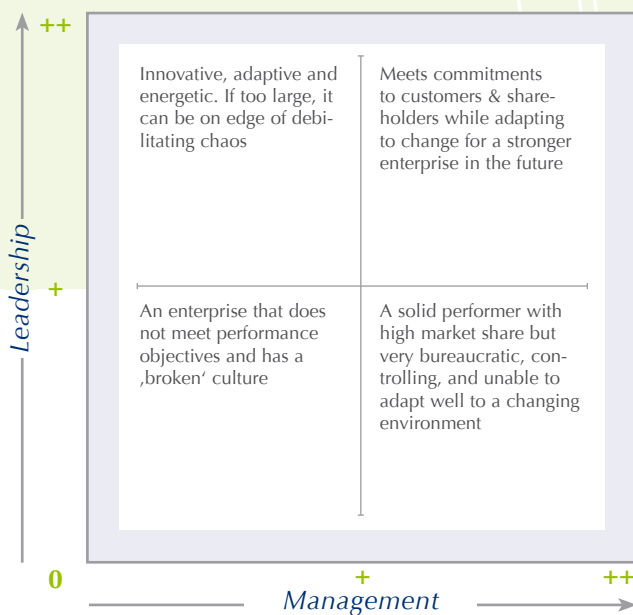 ++
Innovative, adaptive and
energetic. If too large, it
can be on edge of debi-
litating chaos
Meets commitments
to customers & share-
holders while adapting
to change for a stronger
enterprise in the future
Leadership
+
An enterprise that does
not meet performance
objectives and has a
‚broken‘ culture
A solid performer with
high market share but
very bureaucratic, con-
trolling, and unable to
adapt well to a changing
environment
0
+
++
Management